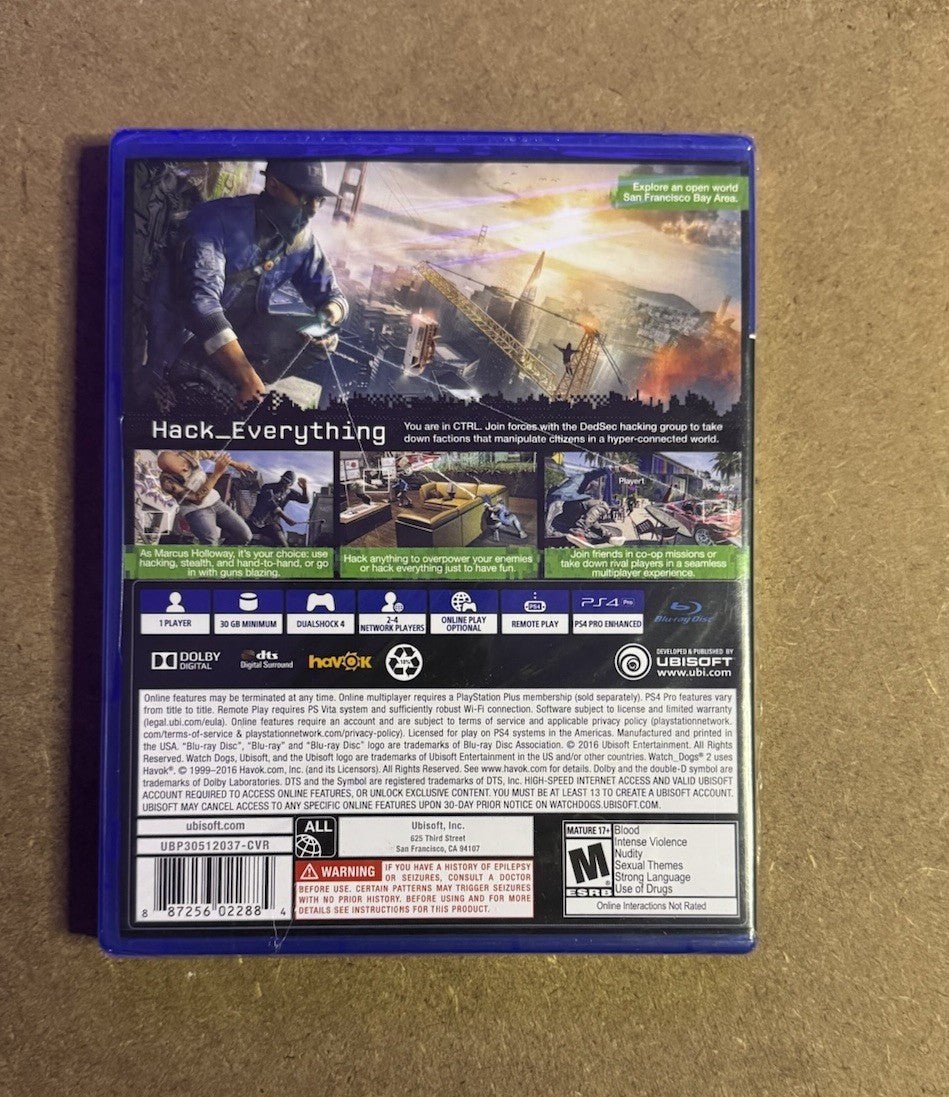 Explore an open world
San Francisco Bay Area.
Hack_Everything
You are in CTRL. Join forces with the DedSec hacking group to take
down factions that manipulate citizens in a hyper-connected world.
Player1
Player2
As Marcus Holloway, it's your choice: use
hacking, stealth, and hand-to-hand, or go
in with guns blazing.
Hack anything to overpower your enemies
or hack everything just to have fun.
Join friends in co-op missions or
take down rival players in a seamless
multiplayer experience.
1 PLAYER
30 GB MINIMUM
DUALSHOCK 4
2-4
NETWORK PLAYERS
ONLINE PLAY
OPTIONAL
PS4
REMOTE PLAY
PS4 Pro
PS4 PRO ENHANCED
Blu-ray Disc
DOLBY
DIGITAL
dts
Digital Surround
havok
DEVELOPED & PUBLISHED BY
UBISOFT
www.ubi.com
Online features may be terminated at any time. Online multiplayer requires a PlayStation Plus membership (sold separately). PS4 Pro features vary
from title to title. Remote Play requires PS Vita system and sufficiently robust Wi-Fi connection. Software subject to license and limited warranty
(legal.ubi.com/eula). Online features require an account and are subject to terms of service and applicable privacy policy (playstationnetwork.
com/terms-of-service & playstationnetwork.com/privacy-policy). Licensed for play on PS4 systems in the Americas. Manufactured and printed in
the USA. "Blu-ray Disc", "Blu-ray" and "Blu-ray Disc" logo are trademarks of Blu-ray Disc Association. © 2016 Ubisoft Entertainment. All Rights
Reserved. Watch Dogs, Ubisoft, and the Ubisoft logo are trademarks of Ubisoft Entertainment in the US and/or other countries. Watch_Dogs® 2 uses
Havok®. © 1999–2016 Havok.com, Inc. (and its Licensors). All Rights Reserved. See www.havok.com for details. Dolby and the double-D symbol are
trademarks of Dolby Laboratories. DTS and the Symbol are registered trademarks of DTS, Inc. HIGH-SPEED INTERNET ACCESS AND VALID UBISOFT
ACCOUNT REQUIRED TO ACCESS ONLINE FEATURES, OR UNLOCK EXCLUSIVE CONTENT. YOU MUST BE AT LEAST 13 TO CREATE A UBISOFT ACCOUNT.
UBISOFT MAY CANCEL ACCESS TO ANY SPECIFIC ONLINE FEATURES UPON 30-DAY PRIOR NOTICE ON WATCHDOGS.UBISOFT.COM.
ubisoft.com
UBP30512037-CVR
8 87256 02288 4
ALL
Ubisoft, Inc.
625 Third Street
San Francisco, CA 94107
WARNING IF YOU HAVE A HISTORY OF EPILEPSY
OR SEIZURES, CONSULT A DOCTOR
BEFORE USE. CERTAIN PATTERNS MAY TRIGGER SEIZURES
WITH NO PRIOR HISTORY. BEFORE USING AND FOR MORE
DETAILS SEE INSTRUCTIONS FOR THIS PRODUCT.
MATURE 17+
M
ESRB
Blood
Intense Violence
Nudity
Sexual Themes
Strong Language
Use of Drugs
Online Interactions Not Rated